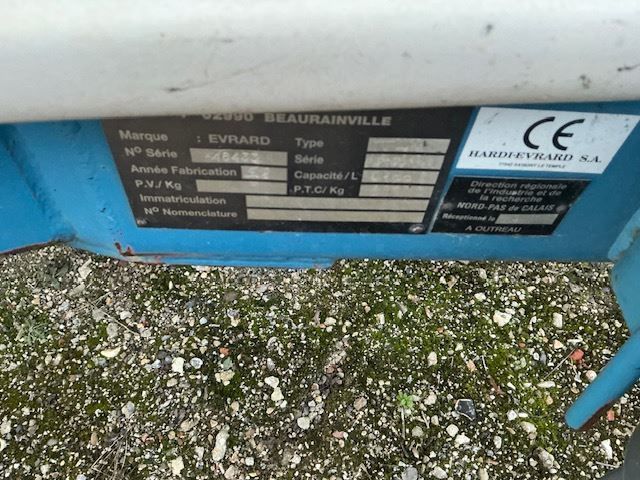 62990 BEAURAINVILLE
Marque : EVRARD Type
N° Série Série
Année Fabrication Capacité/L
P.V./Kg P.T.C/Kg
Immatriculation
N° Nomenclature
CE
HARDI-EVRARD S.A.
Direction régionale
de l'industrie et de
la recherche
NORD-PAS de CALAIS
Réceptionné le
A OUTREAU